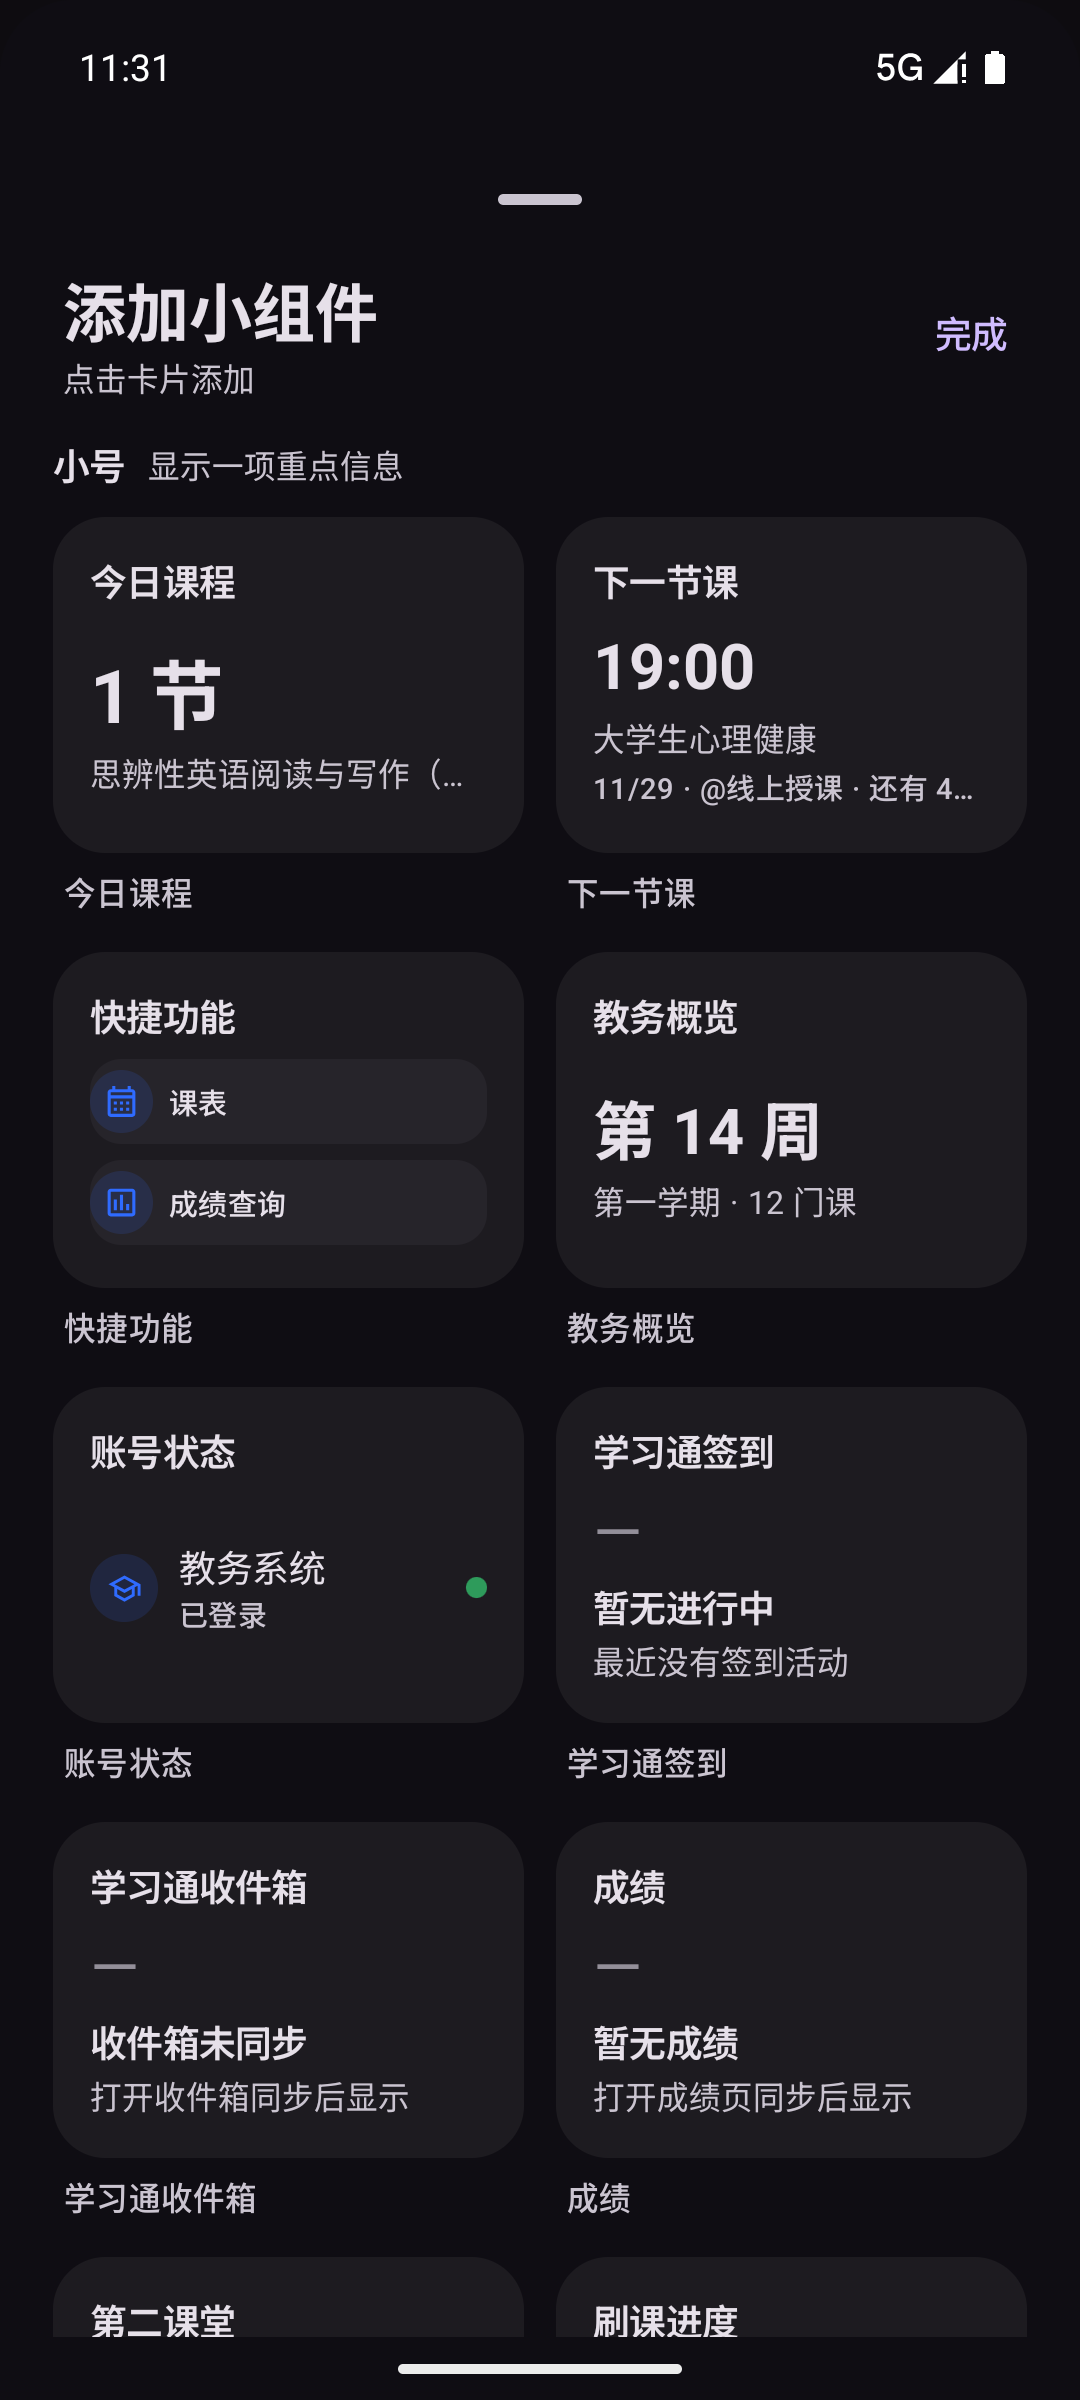 11:31
5G
添加小组件
点击卡片添加
完成
小号 显示一项重点信息
今日课程
1 节
思辨性英语阅读与写作（...
今日课程
下一节课
19:00
大学生心理健康
11/29 · @线上授课 · 还有 4...
下一节课
快捷功能
课表
成绩查询
快捷功能
教务概览
第 14 周
第一学期 · 12 门课
教务概览
账号状态
教务系统
已登录
账号状态
学习通签到
—
暂无进行中
最近没有签到活动
学习通签到
学习通收件箱
—
收件箱未同步
打开收件箱同步后显示
学习通收件箱
成绩
—
暂无成绩
打开成绩页同步后显示
成绩
第二课堂
刷课进度